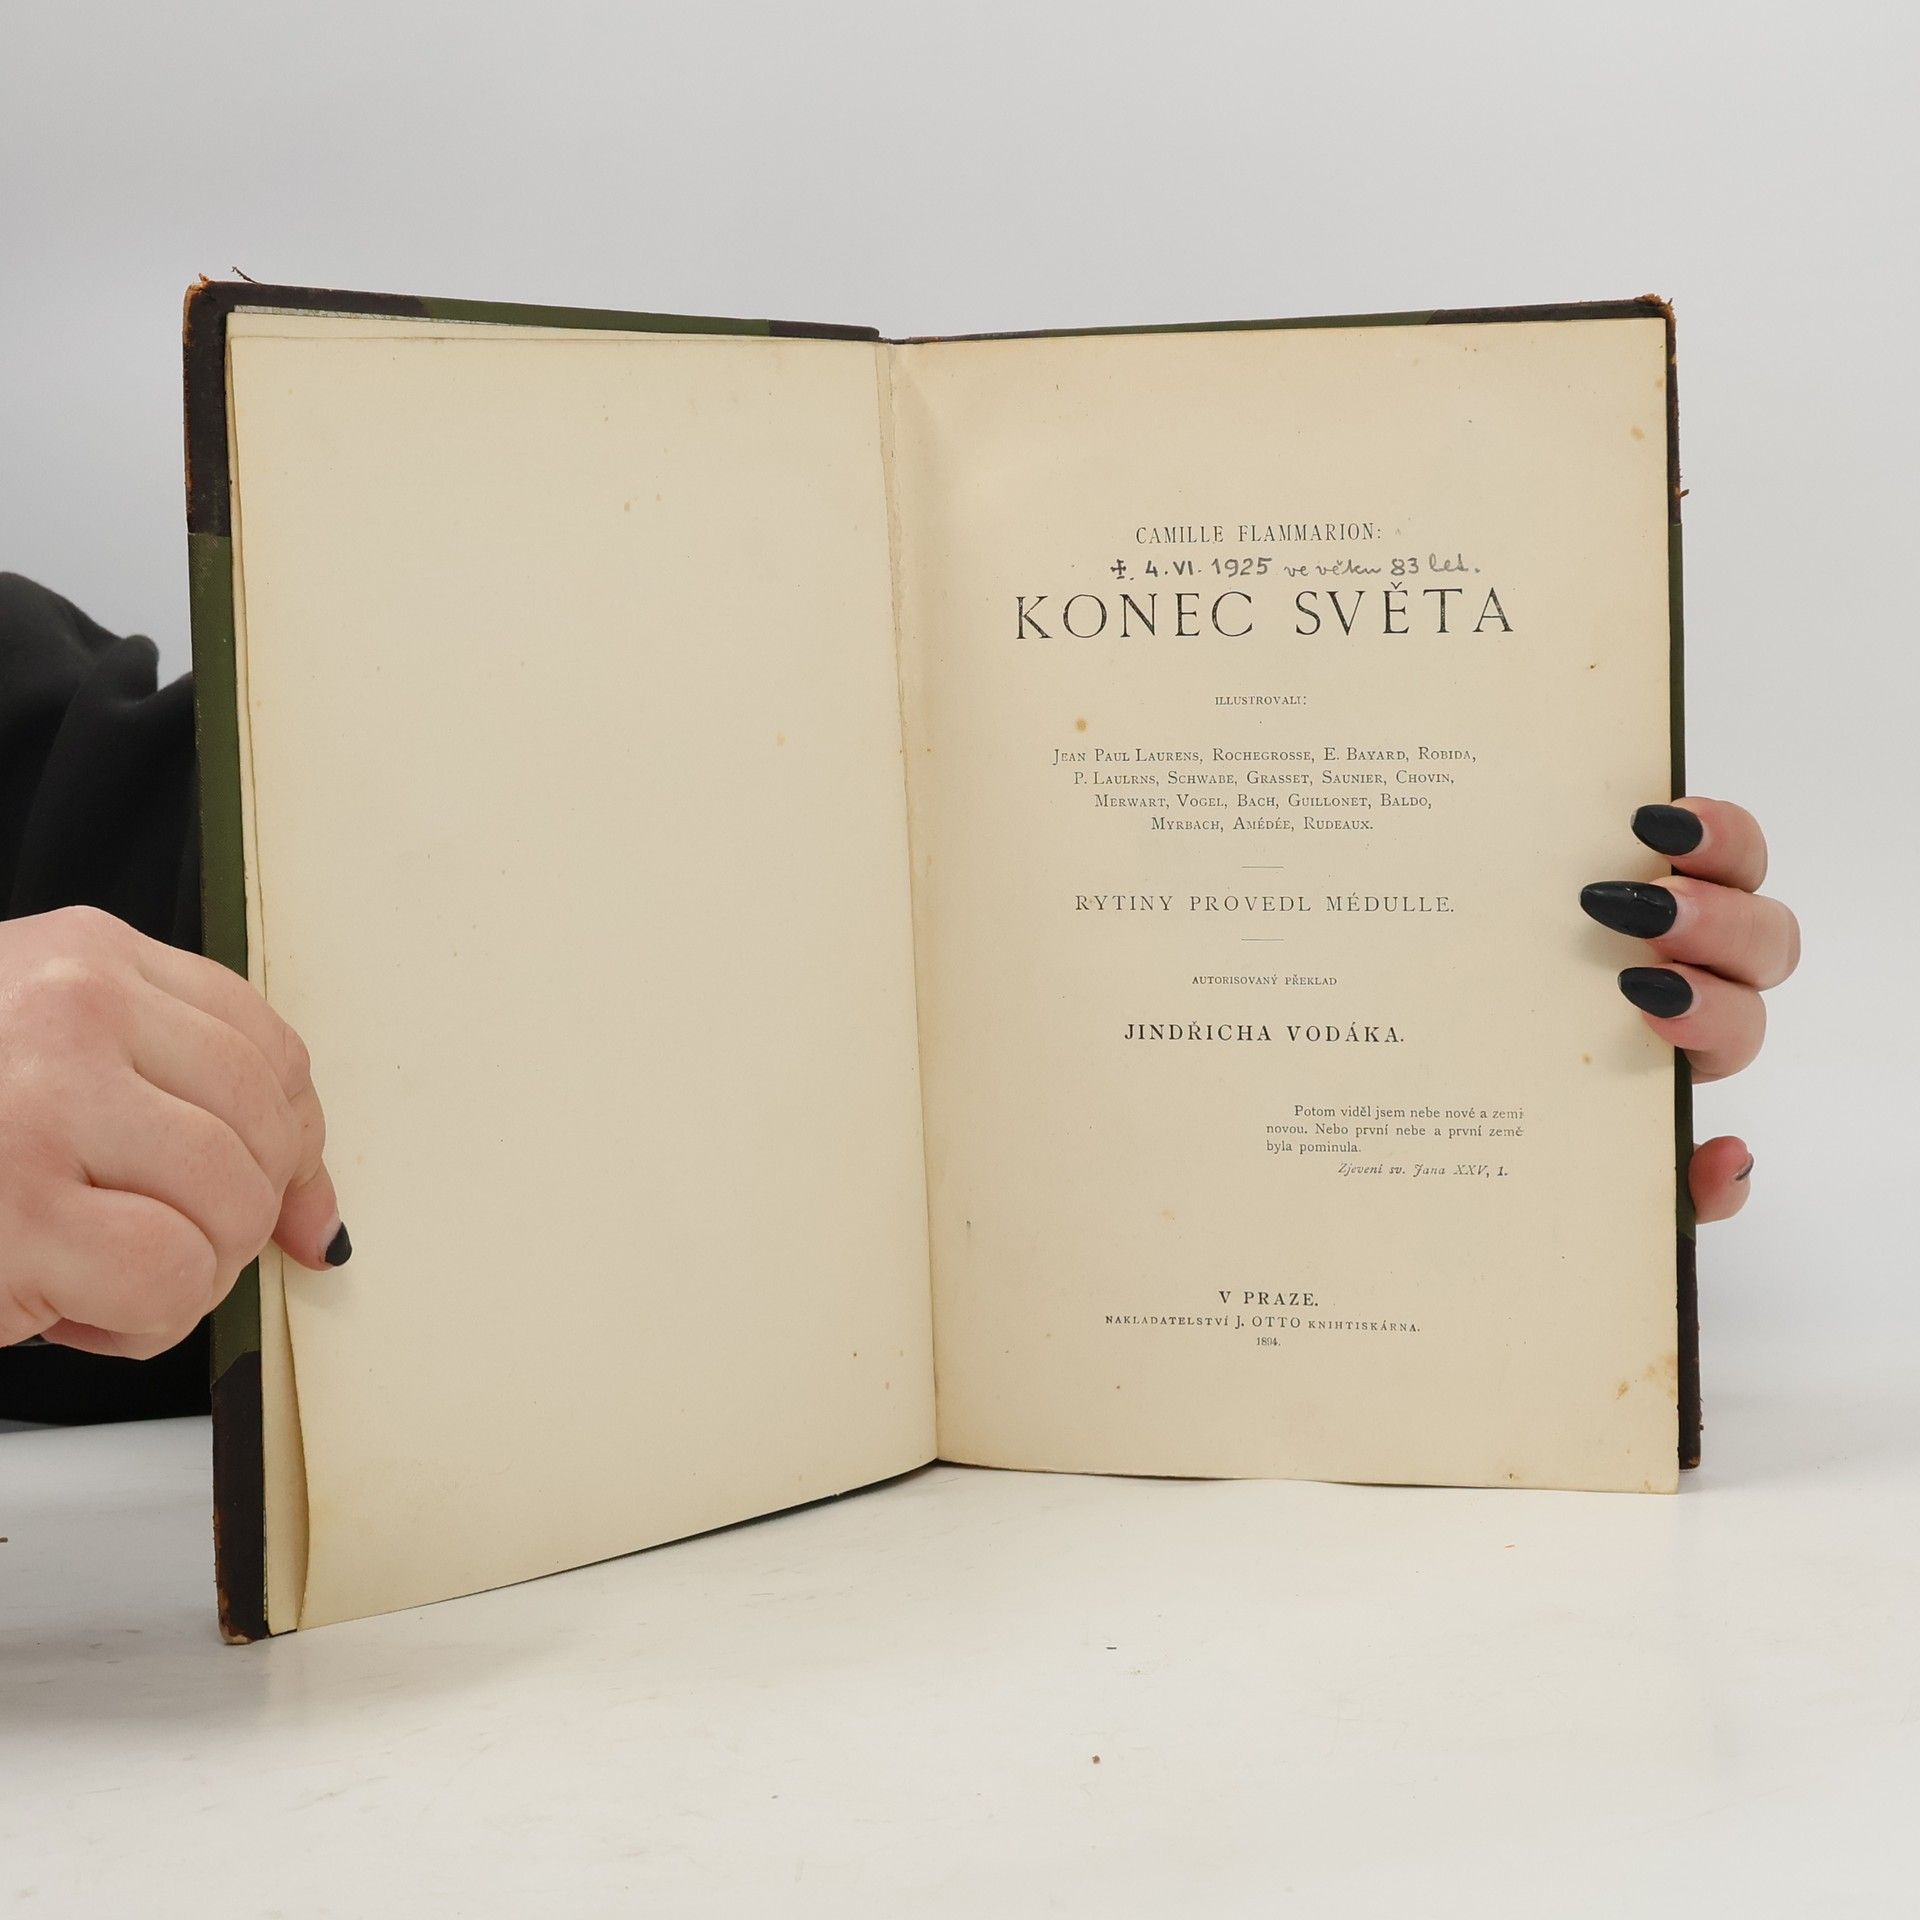 CAMILLE FLAMMARION:
‡. 4. VI. 1925 ve věku 83 let.
KONEC SVĚTA
ILLUSTROVALI:
JEAN PAUL LAURENS, ROCHEGROSSE, E. BAYARD, ROBIDA,
P. LAULRNS, SCHWABE, GRASSET, SAUNIER, CHOVIN,
MERWART, VOGEL, BACH, GUILLONET, BALDO,
MYRBACH, AMÉDÉE, RUDEAUX.
RYTINY PROVEDL MÉDULLE.
AUTORISOVANÝ PŘEKLAD
JINDŘICHA VODÁKA.
Potom viděl jsem nebe nové a zemi
novou. Nebo první nebe a první země
byla pominula.
Zjevení sv. Jana XXV, 1.
V PRAZE.
NAKLADATELSTVÍ J. OTTO KNIHTISKÁRNA.
1894.